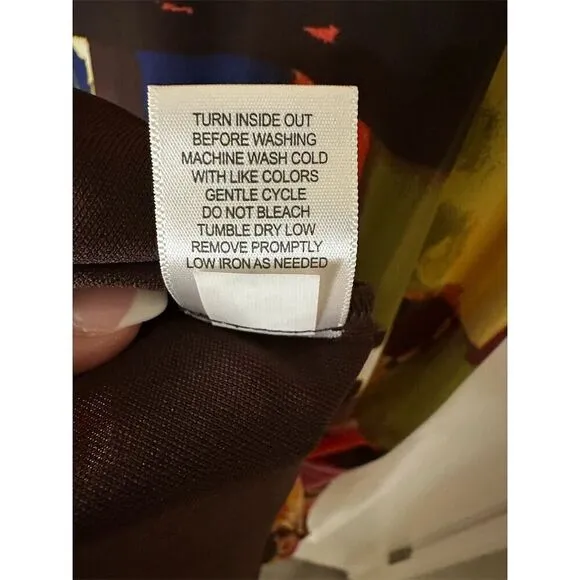 TURN INSIDE OUT
BEFORE WASHING
MACHINE WASH COLD
WITH LIKE COLORS
GENTLE CYCLE
DO NOT BLEACH
TUMBLE DRY LOW
REMOVE PROMPTLY
LOW IRON AS NEEDED